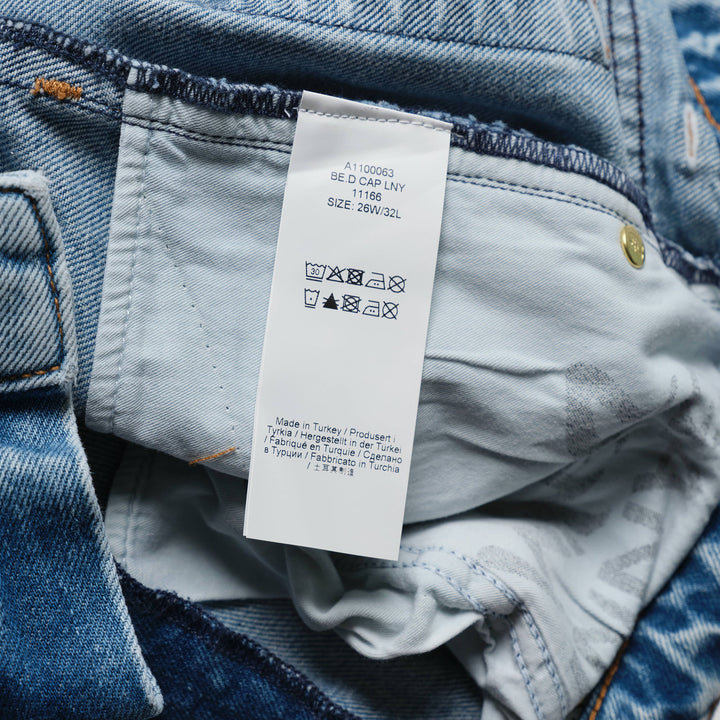 A1100063
BE.D CAP LNY
11166
SIZE: 26W/32L
30
Made in Turkey / Produsert i
Tyrkia / Hergestellt in der Turkei
/ Fabriqué en Turquie / Сделано
в Турции / Fabbricato in Turchia
/ 土耳其制造